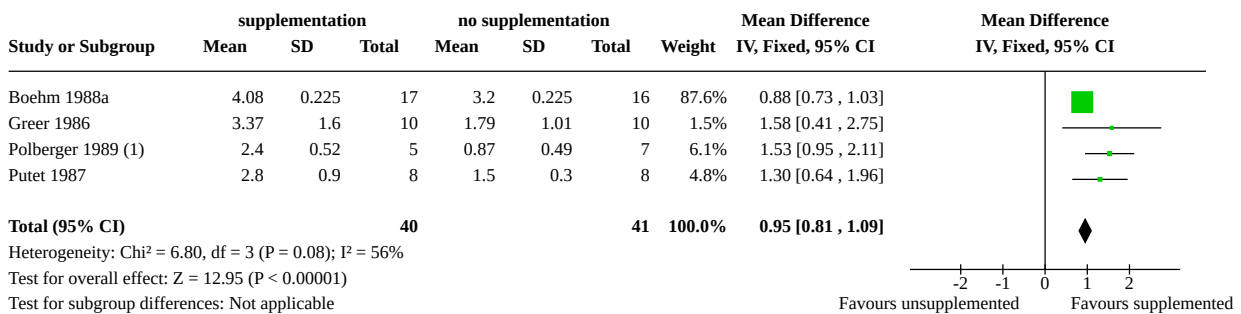 supplementation no supplementation Mean Difference Mean Difference
Study or Subgroup Mean SD Total Mean SD Total Weight IV, Fixed, 95% CI IV, Fixed, 95% CI
Boehm 1988a 4.08 0.225 17 3.2 0.225 16 87.6% 0.88 [0.73 , 1.03]
Greer 1986 3.37 1.6 10 1.79 1.01 10 1.5% 1.58 [0.41 , 2.75]
Polberger 1989 (1) 2.4 0.52 5 0.87 0.49 7 6.1% 1.53 [0.95 , 2.11]
Putet 1987 2.8 0.9 8 1.5 0.3 8 4.8% 1.30 [0.64 , 1.96]
Total (95% CI) 40 41 100.0% 0.95 [0.81 , 1.09]
Heterogeneity: Chi² = 6.80, df = 3 (P = 0.08); I² = 56%
Test for overall effect: Z = 12.95 (P < 0.00001)
-2 -1 0 1 2
Test for subgroup differences: Not applicable
Favours unsupplemented Favours supplemented